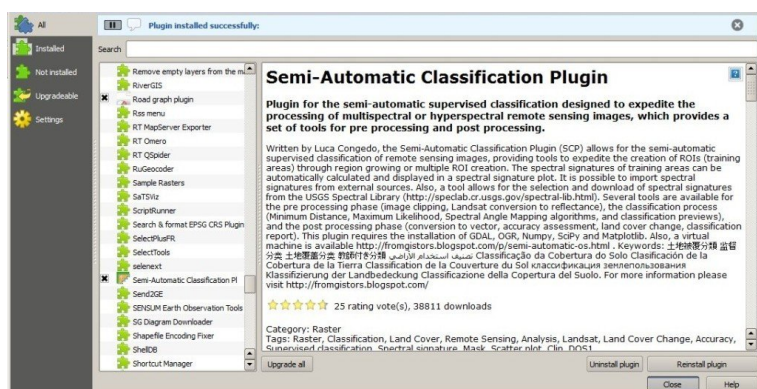 All
Installed
Not installed
Upgradeable
Settings
Plugin installed successfully:
Search
Remove empty layers from the ma
RiverGIS
Road graph plugin
Rss menu
RT MapServer Exporter
RT Omero
RT QSpider
RuGeocoder
Sample Rasters
SaTSViz
ScriptRunner
Search & format EPSG CRS Plugin
SelectPlusFR
SelectTools
selenext
Semi-Automatic Classification Pl
Send2GE
SENSUM Earth Observation Tools
SG Diagram Downloader
Shapefile Encoding Fixer
ShellDB
Shortcut Manager
Semi-Automatic Classification Plugin
Plugin for the semi-automatic supervised classification designed to expedite the
processing of multispectral or hyperspectral remote sensing images, which provides a
set of tools for pre processing and post processing.
Written by Luca Congedo, the Semi-Automatic Classification Plugin (SCP) allows for the semi-automatic
supervised classification of remote sensing images, providing tools to expedite the creation of ROIs (training
areas) through region growing or multiple ROI creation. The spectral signatures of training areas can be
automatically calculated and displayed in a spectral signature plot. It is possible to import spectral
signatures from external sources. Also, a tool allows for the selection and download of spectral signatures
from the USGS Spectral Library (http://speclab.cr.usgs.gov/spectral-lib.html). Several tools are available for
the pre processing phase (image clipping, Landsat conversion to reflectance), the classification process
(Minimum Distance, Maximum Likelihood, Spectral Angle Mapping algorithms, and classification previews),
and the post processing phase (conversion to vector, accuracy assessment, land cover change, classification
report). This plugin requires the installation of GDAL, OGR, Numpy, SciPy and Matplotlib. Also, a virtual
machine is available http://fromgistors.blogspot.com/p/semi-automatic-os.html . Keywords: 土地被覆分類 监督
分类 土地覆盖分类 教師付き分類 تصنيف استخدام الأراضي Classificação da Cobertura do Solo Clasificación de la
Cobertura de la Tierra Classification de la Couverture du Sol классификация землепользования
Klassifizierung der Landbedeckung Classificazione della Copertura del Suolo. For more information please
visit http://fromgistors.blogspot.com/
25 rating vote(s), 38811 downloads
Category: Raster
Tags: Raster, Classification, Land Cover, Remote Sensing, Analysis, Landsat, Land Cover Change, Accuracy,
Supervised classification, Spectral signature, Mask, Scatter plot, Clip, DOS1
Upgrade all
Uninstall plugin
Reinstall plugin
Close
Help